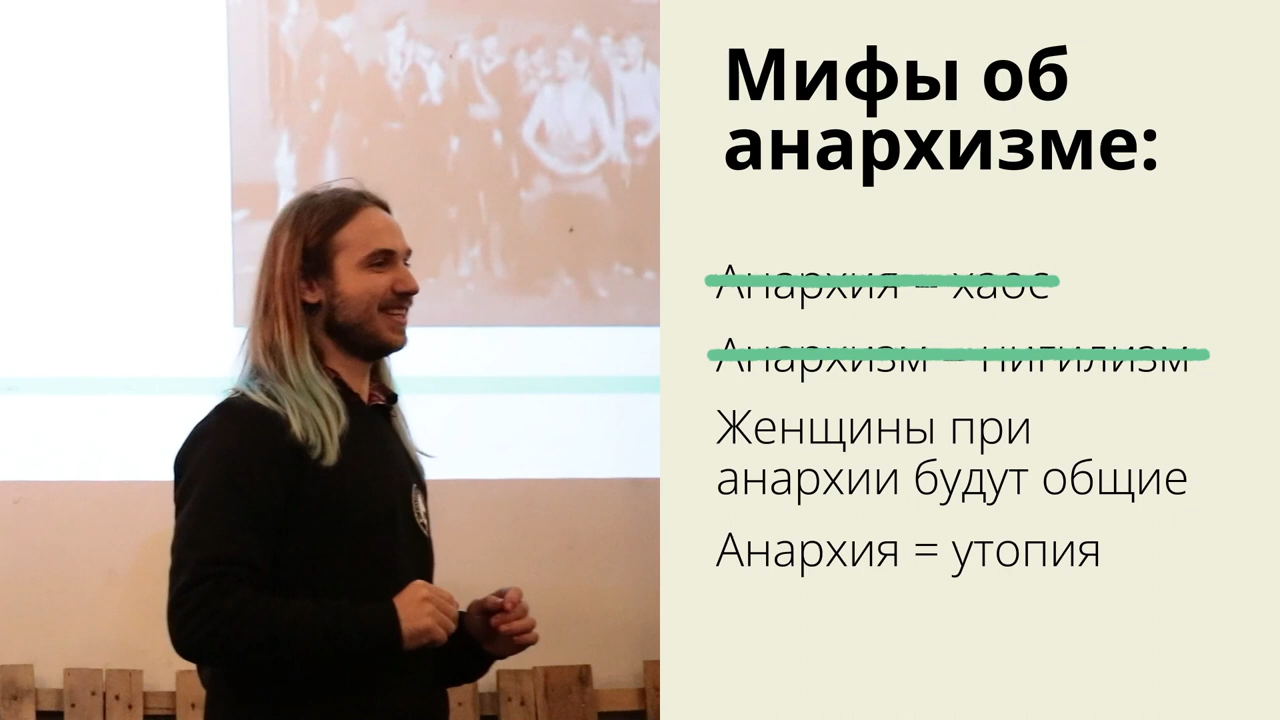 Мифы об
анархизме:
Анархия = хаос
Анархизм = нигилизм
Женщины при
анархии будут общие
Анархия = утопия